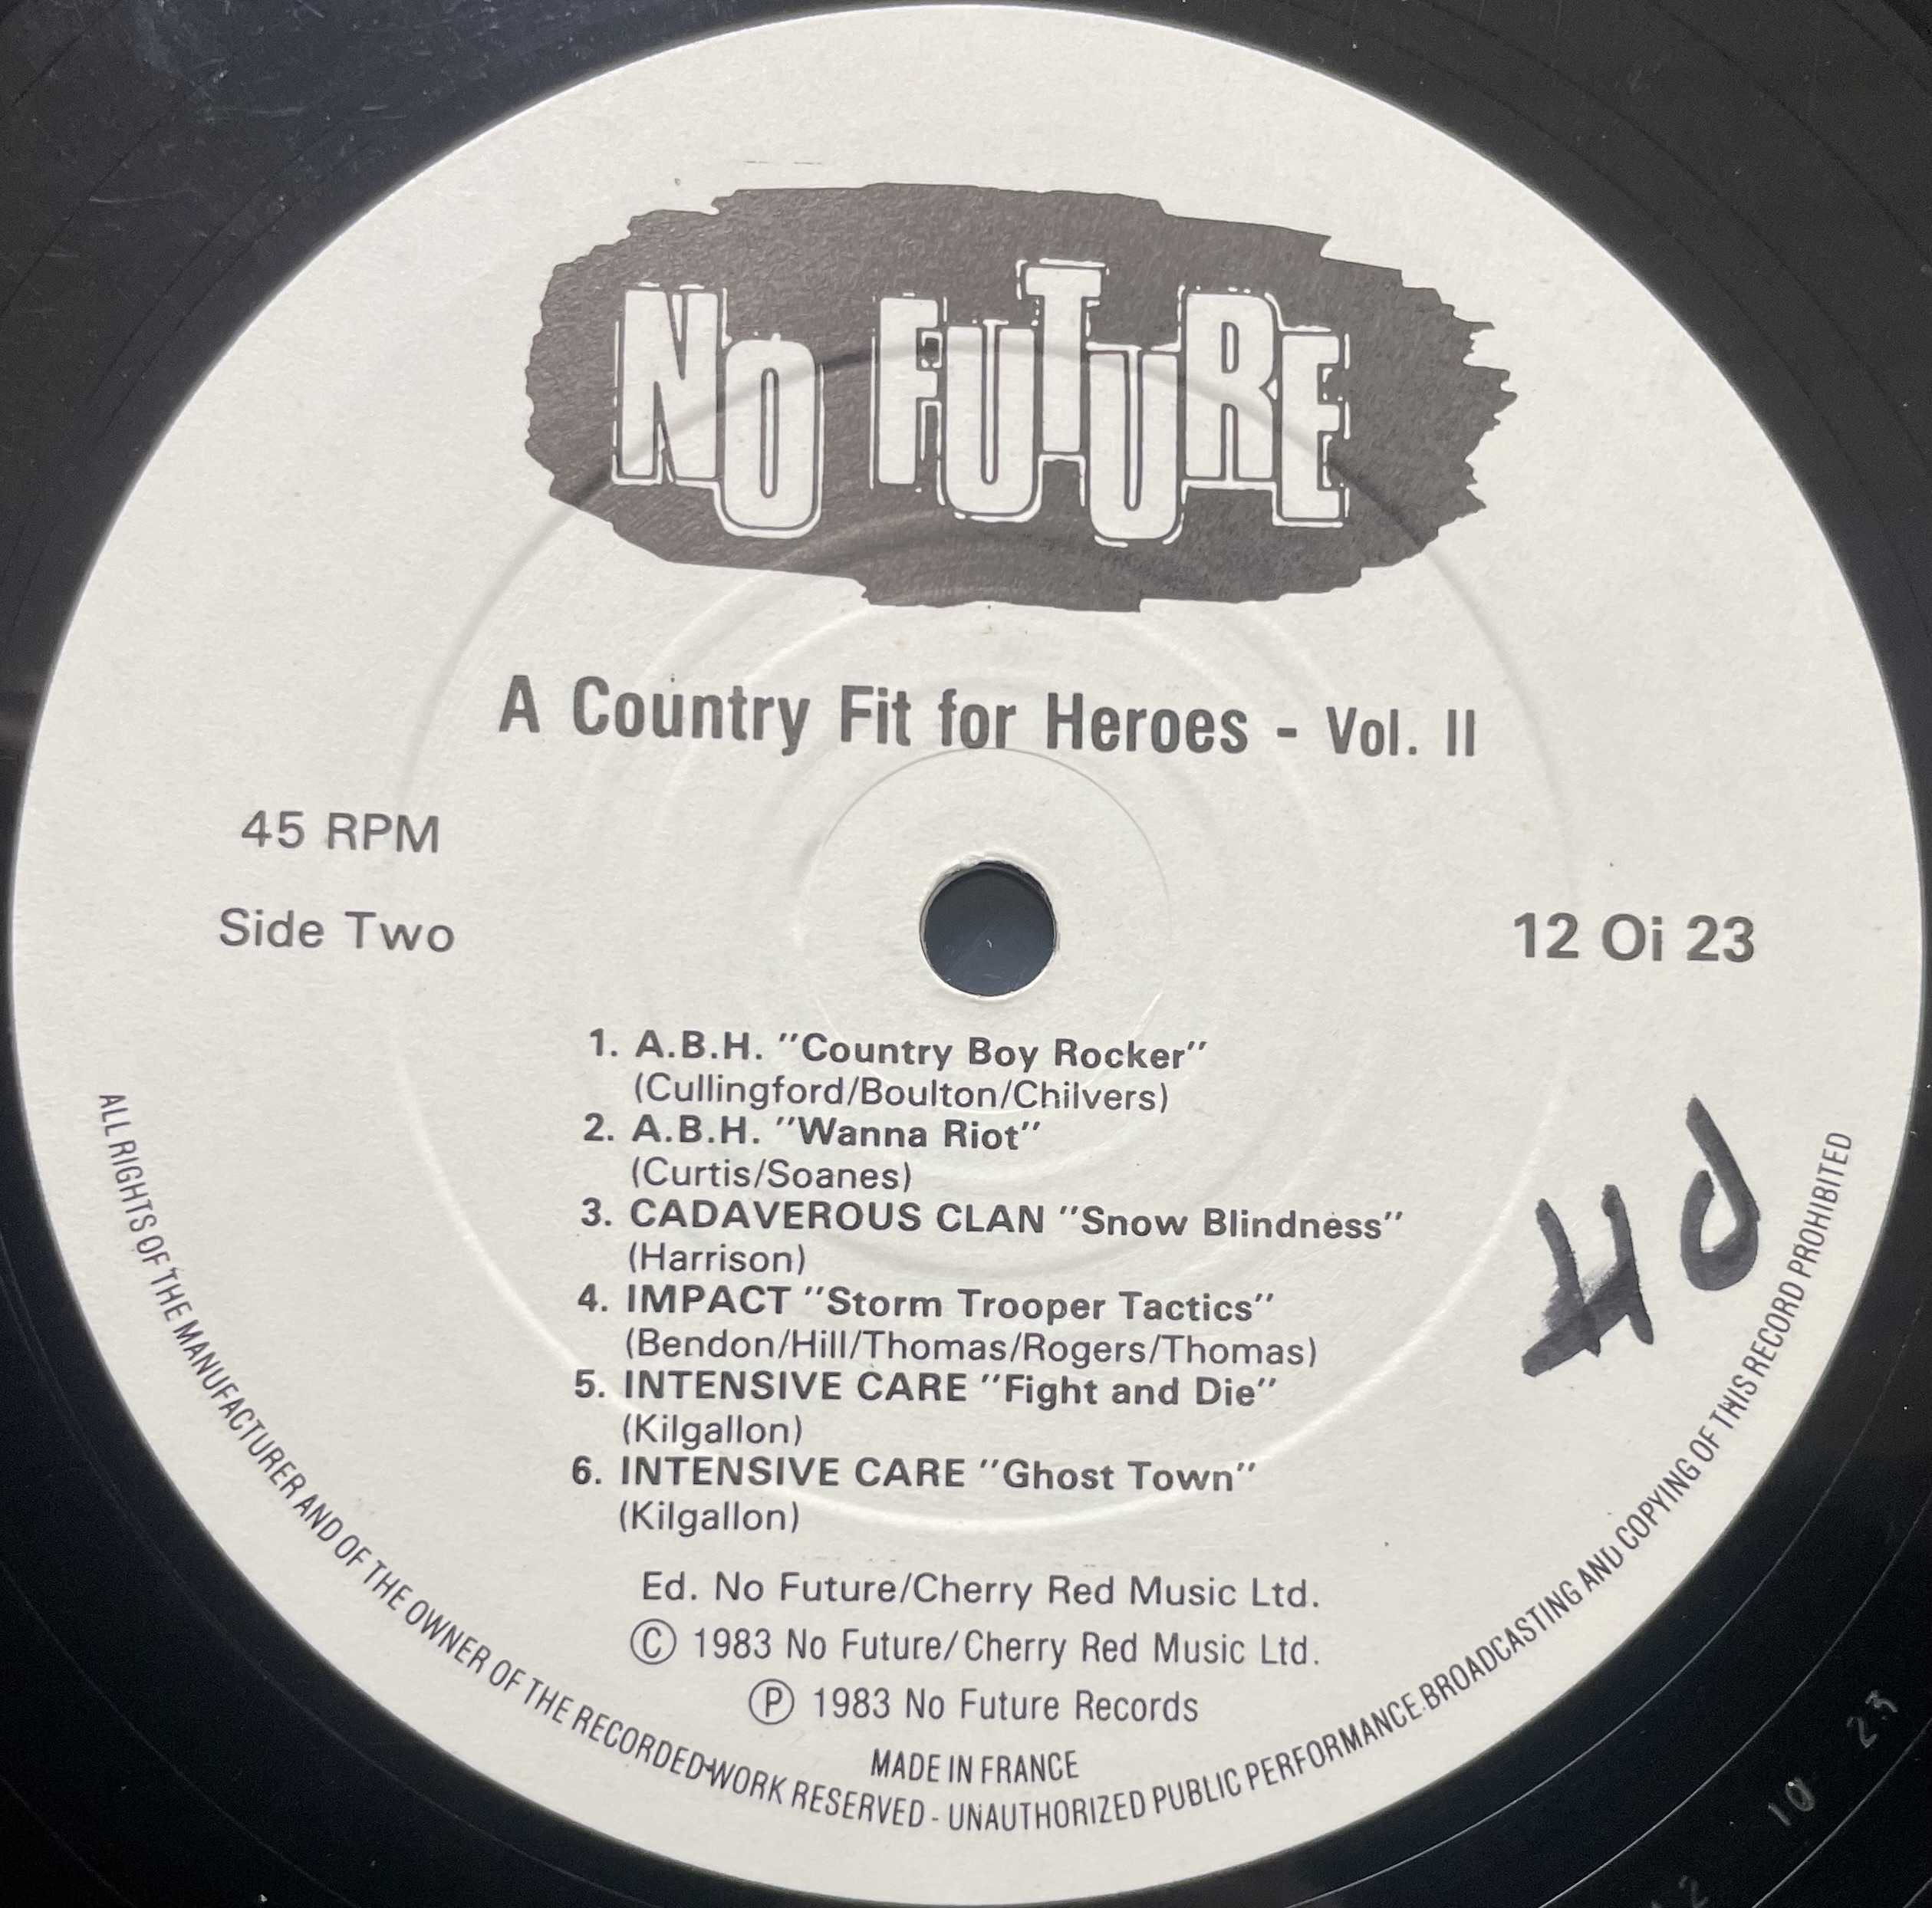 NO FUTURE
A Country Fit for Heroes - Vol. II
45 RPM
Side Two
12 Oi 23
1. A.B.H. "Country Boy Rocker"
(Cullingford/Boulton/Chilvers)
2. A.B.H. "Wanna Riot"
(Curtis/Soanes)
3. CADAVEROUS CLAN "Snow Blindness"
(Harrison)
4. IMPACT "Storm Trooper Tactics"
(Bendon/Hill/Thomas/Rogers/Thomas)
5. INTENSIVE CARE "Fight and Die"
(Kilgallon)
6. INTENSIVE CARE "Ghost Town"
(Kilgallon)
Ed. No Future/Cherry Red Music Ltd.
Ⓒ 1983 No Future/Cherry Red Music Ltd.
Ⓟ 1983 No Future Records
MADE IN FRANCE
ALL RIGHTS OF THE MANUFACTURER AND OF THE OWNER OF THE RECORDED WORK RESERVED - UNAUTHORIZED PUBLIC PERFORMANCE BROADCASTING AND COPYING OF THIS RECORD PROHIBITED
10 23